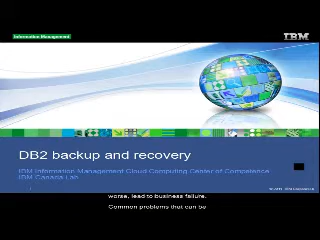 Information Management
IBM
DB2 backup and recovery
IBM Information Management Cloud Computing Center of Competence
IBM Canada Lab
worse, lead to business failure.
Common problems that can be